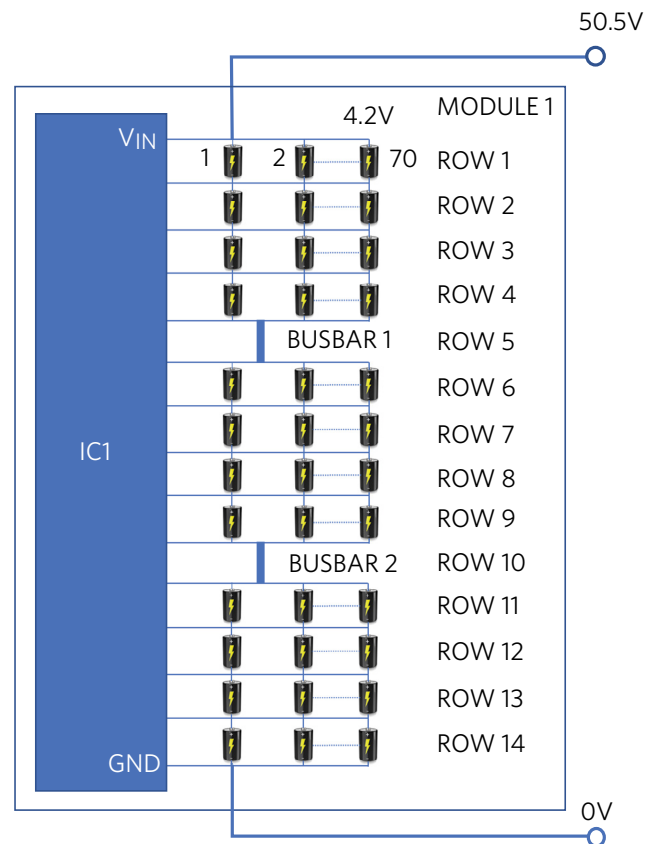 50.5V
4.2V
MODULE 1
VIN
1 2 70 ROW 1
ROW 2
ROW 3
ROW 4
BUSBAR 1 ROW 5
ROW 6
ROW 7
IC1
ROW 8
ROW 9
BUSBAR 2 ROW 10
ROW 11
ROW 12
ROW 13
ROW 14
GND
0V